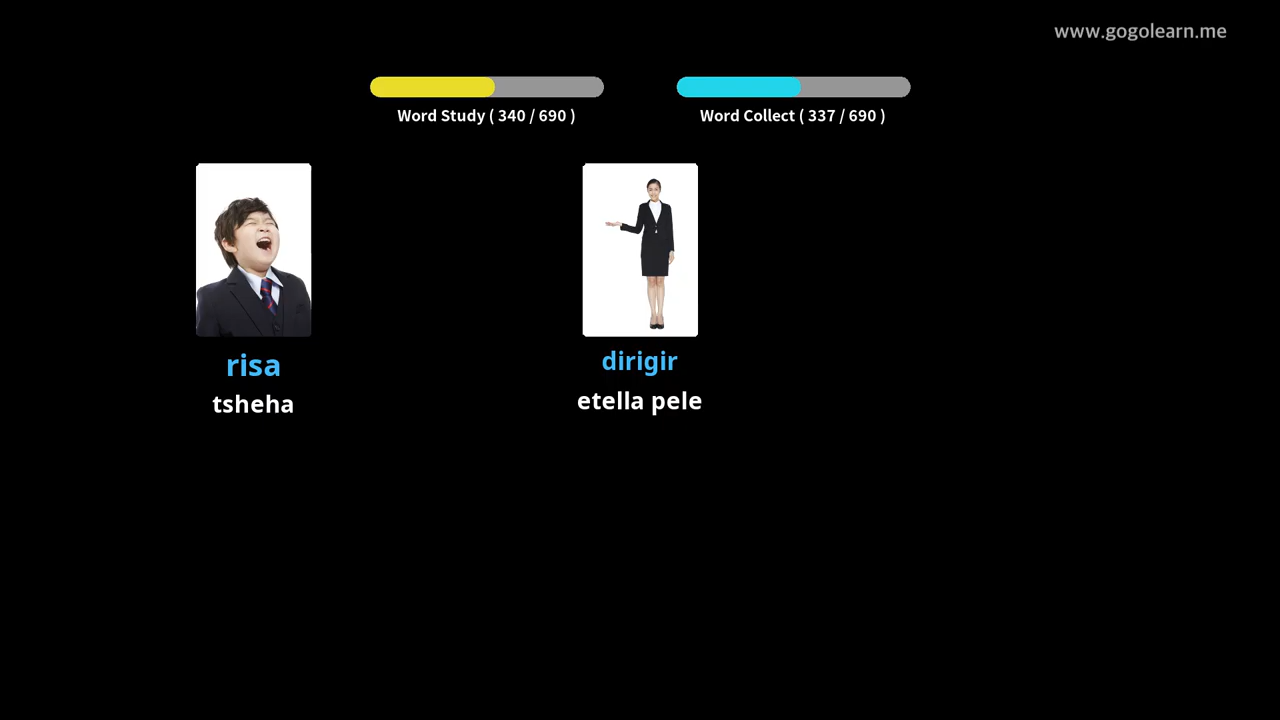 www.gogolearn.me
Word Study ( 340 / 690 )
Word Collect ( 337 / 690 )
risa
tsheha
dirigir
etella pele